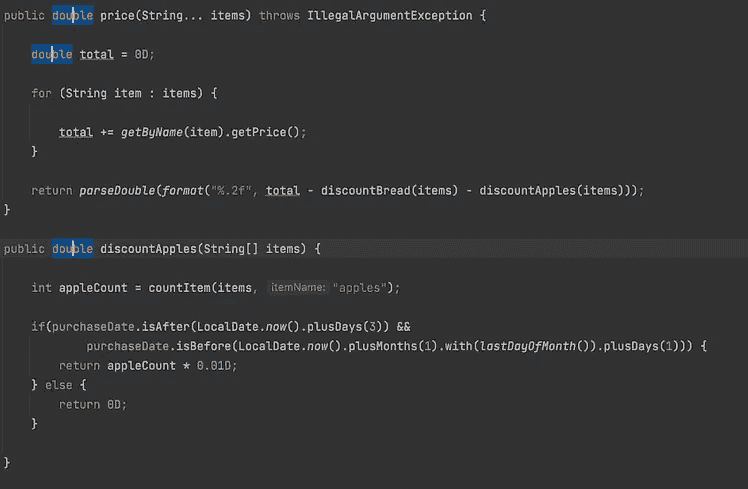 public double price(String... items) throws IllegalArgumentException {
double total = 0D;
for (String item : items) {
total += getByName(item).getPrice();
}
return parseDouble(format("%.2f", total - discountBread(items) - discountApples(items)));
}
public double discountApples(String[] items) {
int appleCount = countItem(items, itemName: "apples");
if(purchaseDate.isAfter(LocalDate.now().plusDays(3)) &&
purchaseDate.isBefore(LocalDate.now().plusMonths(1).with(lastDayOfMonth()).plusDays(1))) {
return appleCount * 0.01D;
} else {
return 0D;
}
}